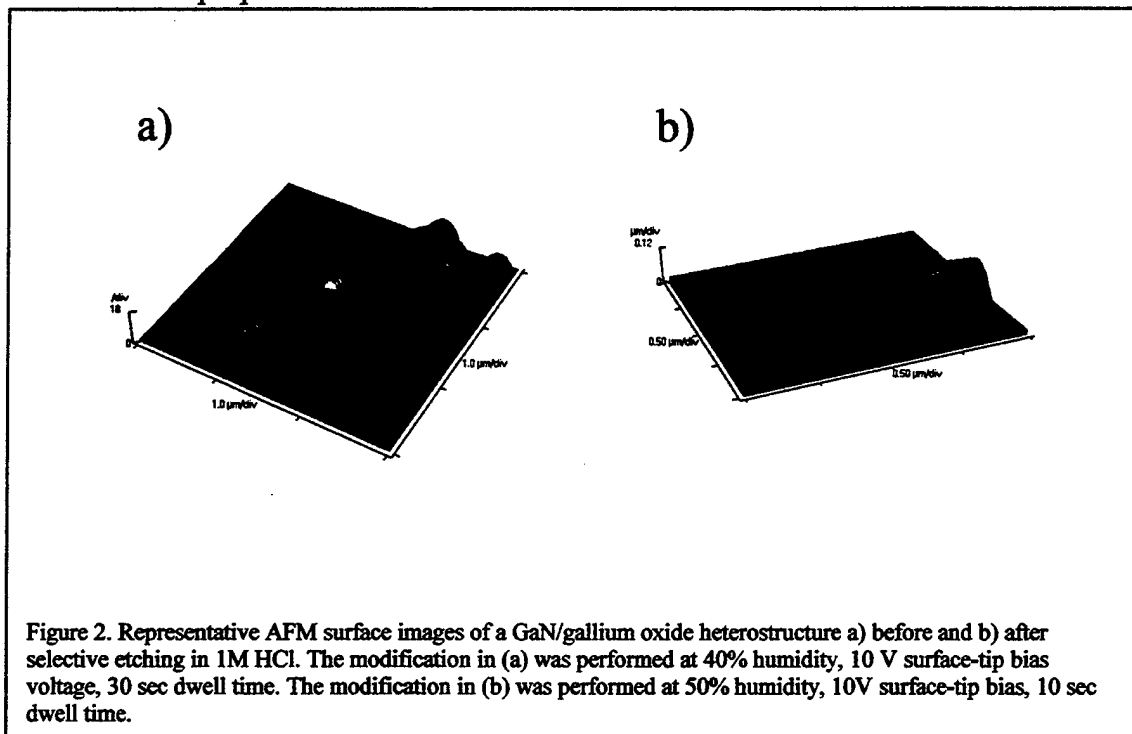 a)
b)
/div
18
0
1.0 µm/div
1.0 µm/div
µm/div
0.12
0
0.50 µm/div
0.50 µm/div
Figure 2. Representative AFM surface images of a GaN/gallium oxide heterostructure a) before and b) after
selective etching in 1M HCl. The modification in (a) was performed at 40% humidity, 10 V surface-tip bias
voltage, 30 sec dwell time. The modification in (b) was performed at 50% humidity, 10V surface-tip bias, 10 sec
dwell time.